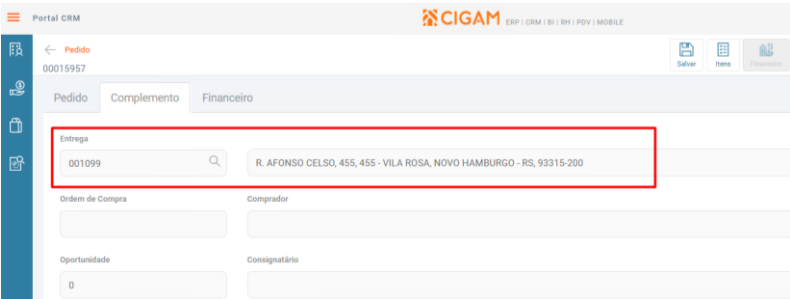 Portal CRM
CIGAM ERP | CRM | BI | RH | PDV | MOBILE
Pedido
00015957
Salvar
Itens
Financeiro
Pedido
Complemento
Financeiro
Entrega
001099
R. AFONSO CELSO, 455, 455 - VILA ROSA, NOVO HAMBURGO - RS, 93315-200
Ordem de Compra
Comprador
Oportunidade
Consignatário
0